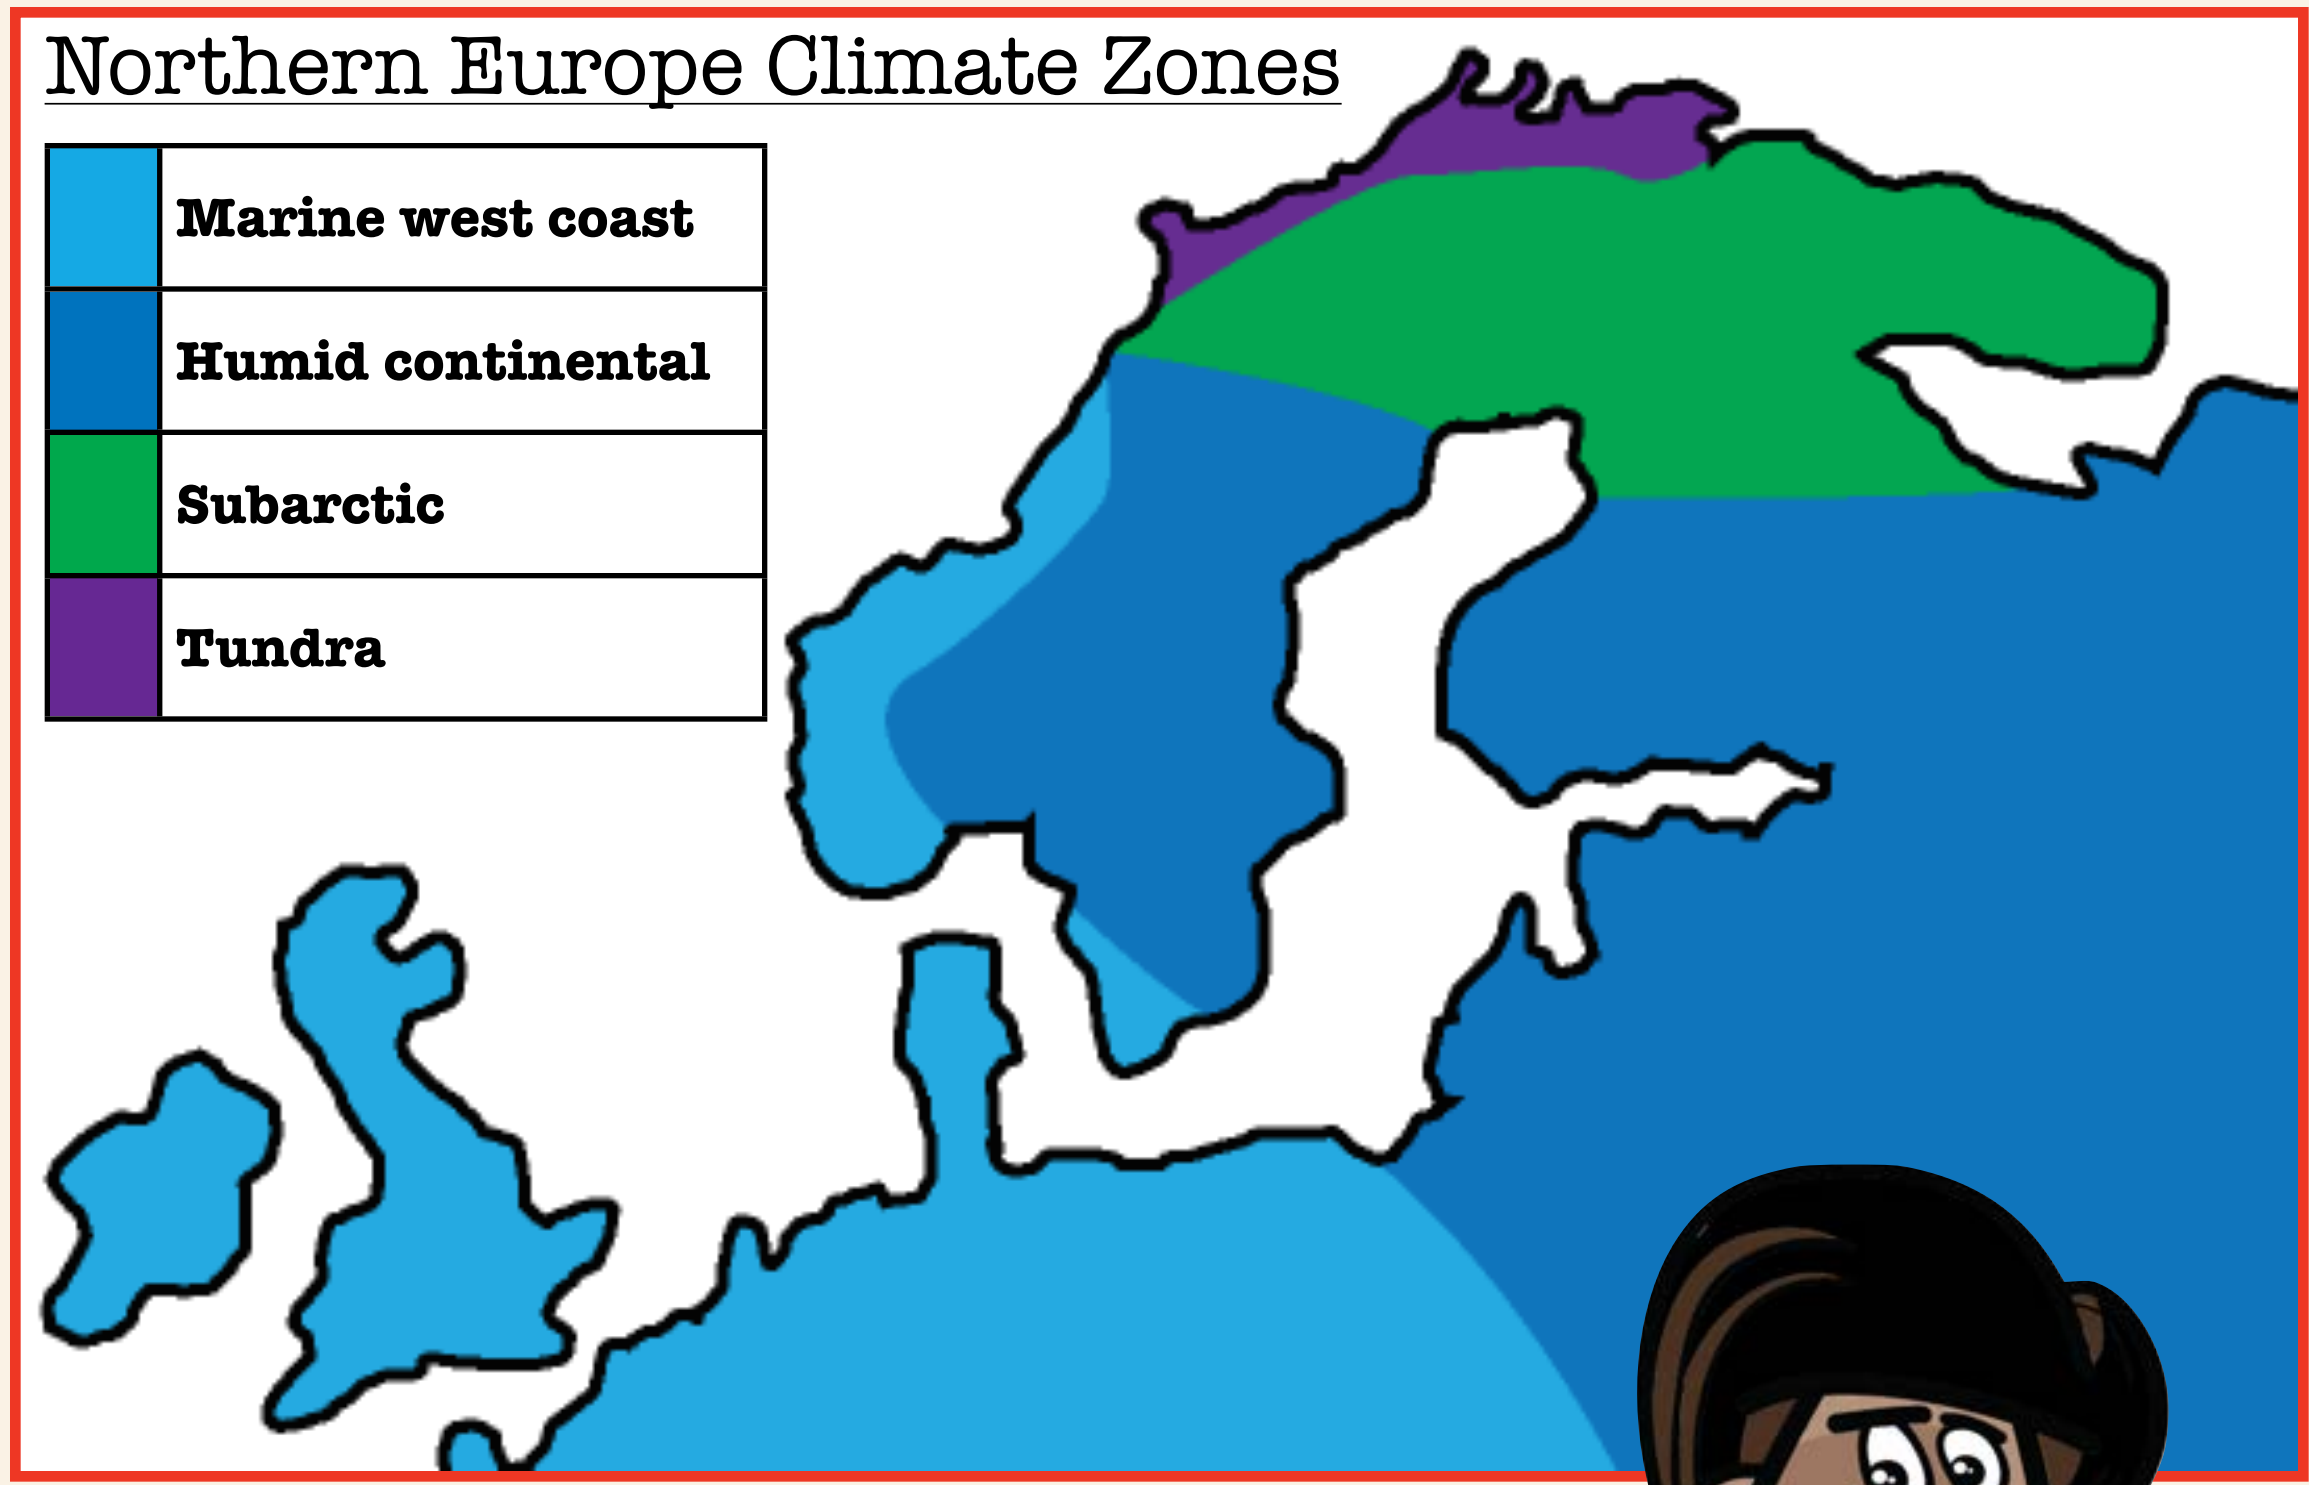 Northern Europe Climate Zones
Marine west coast
Humid continental
Subarctic
Tundra